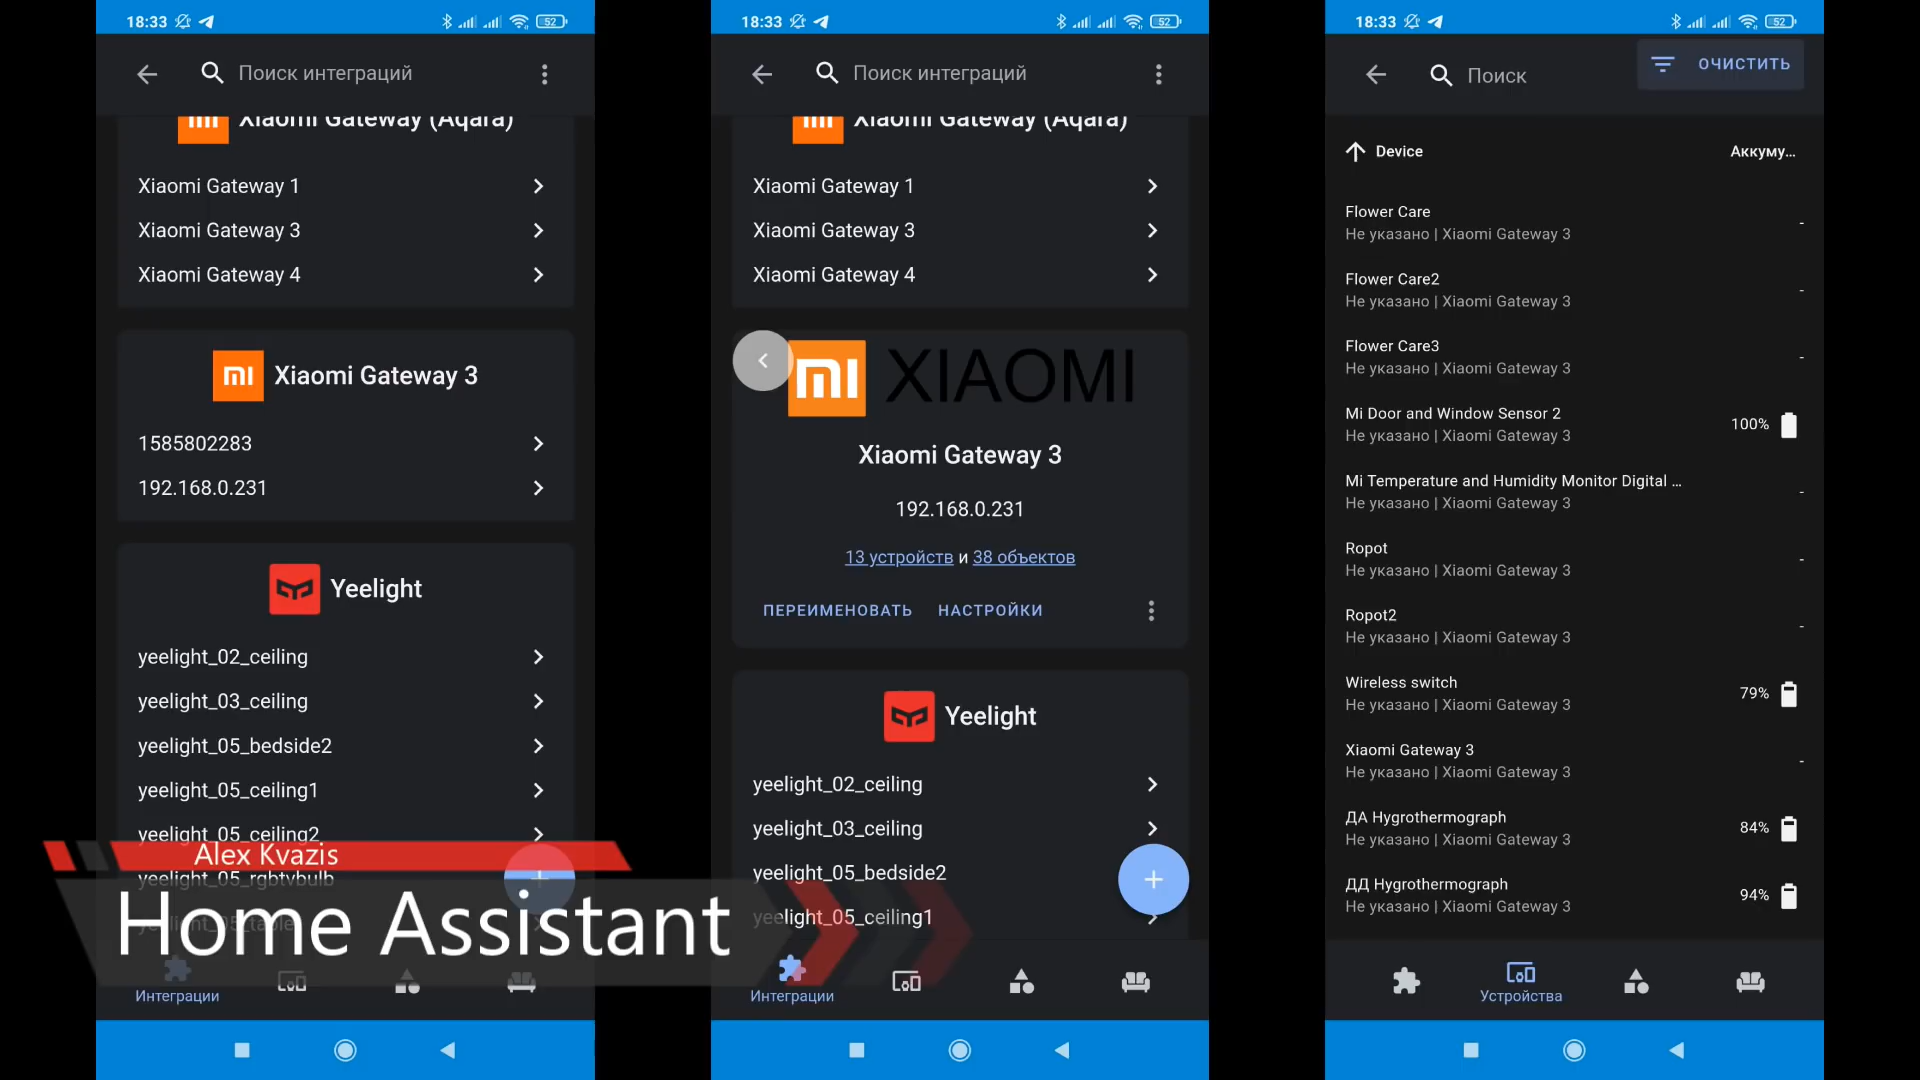 18:33
52
Поиск интеграций
Xiaomi Gateway (Aqara)
Xiaomi Gateway 1
Xiaomi Gateway 3
Xiaomi Gateway 4
Xiaomi Gateway 3
1585802283
192.168.0.231
Yeelight
yeelight_02_ceiling
yeelight_03_ceiling
yeelight_05_bedside2
yeelight_05_ceiling1
yeelight_05_ceiling2
yeelight_05_rgbtvbulb
Alex Kvazis
Home Assistant
Интеграции
18:33
52
Поиск интеграций
Xiaomi Gateway (Aqara)
Xiaomi Gateway 1
Xiaomi Gateway 3
Xiaomi Gateway 4
XIAOMI
Xiaomi Gateway 3
192.168.0.231
13 устройств и 38 объектов
ПЕРЕИМЕНОВАТЬ НАСТРОЙКИ
Yeelight
yeelight_02_ceiling
yeelight_03_ceiling
yeelight_05_bedside2
yeelight_05_ceiling1
Интеграции
18:33
52
Поиск ОЧИСТИТЬ
Device Аккуму...
Flower Care
Не указано | Xiaomi Gateway 3 -
Flower Care2
Не указано | Xiaomi Gateway 3 -
Flower Care3
Не указано | Xiaomi Gateway 3 -
Mi Door and Window Sensor 2
Не указано | Xiaomi Gateway 3 100%
Mi Temperature and Humidity Monitor Digital ...
Не указано | Xiaomi Gateway 3 -
Ropot
Не указано | Xiaomi Gateway 3 -
Ropot2
Не указано | Xiaomi Gateway 3 -
Wireless switch
Не указано | Xiaomi Gateway 3 79%
Xiaomi Gateway 3
Не указано | Xiaomi Gateway 3 -
ДА Hygrothermograph
Не указано | Xiaomi Gateway 3 84%
ДД Hygrothermograph
Не указано | Xiaomi Gateway 3 94%
Устройства